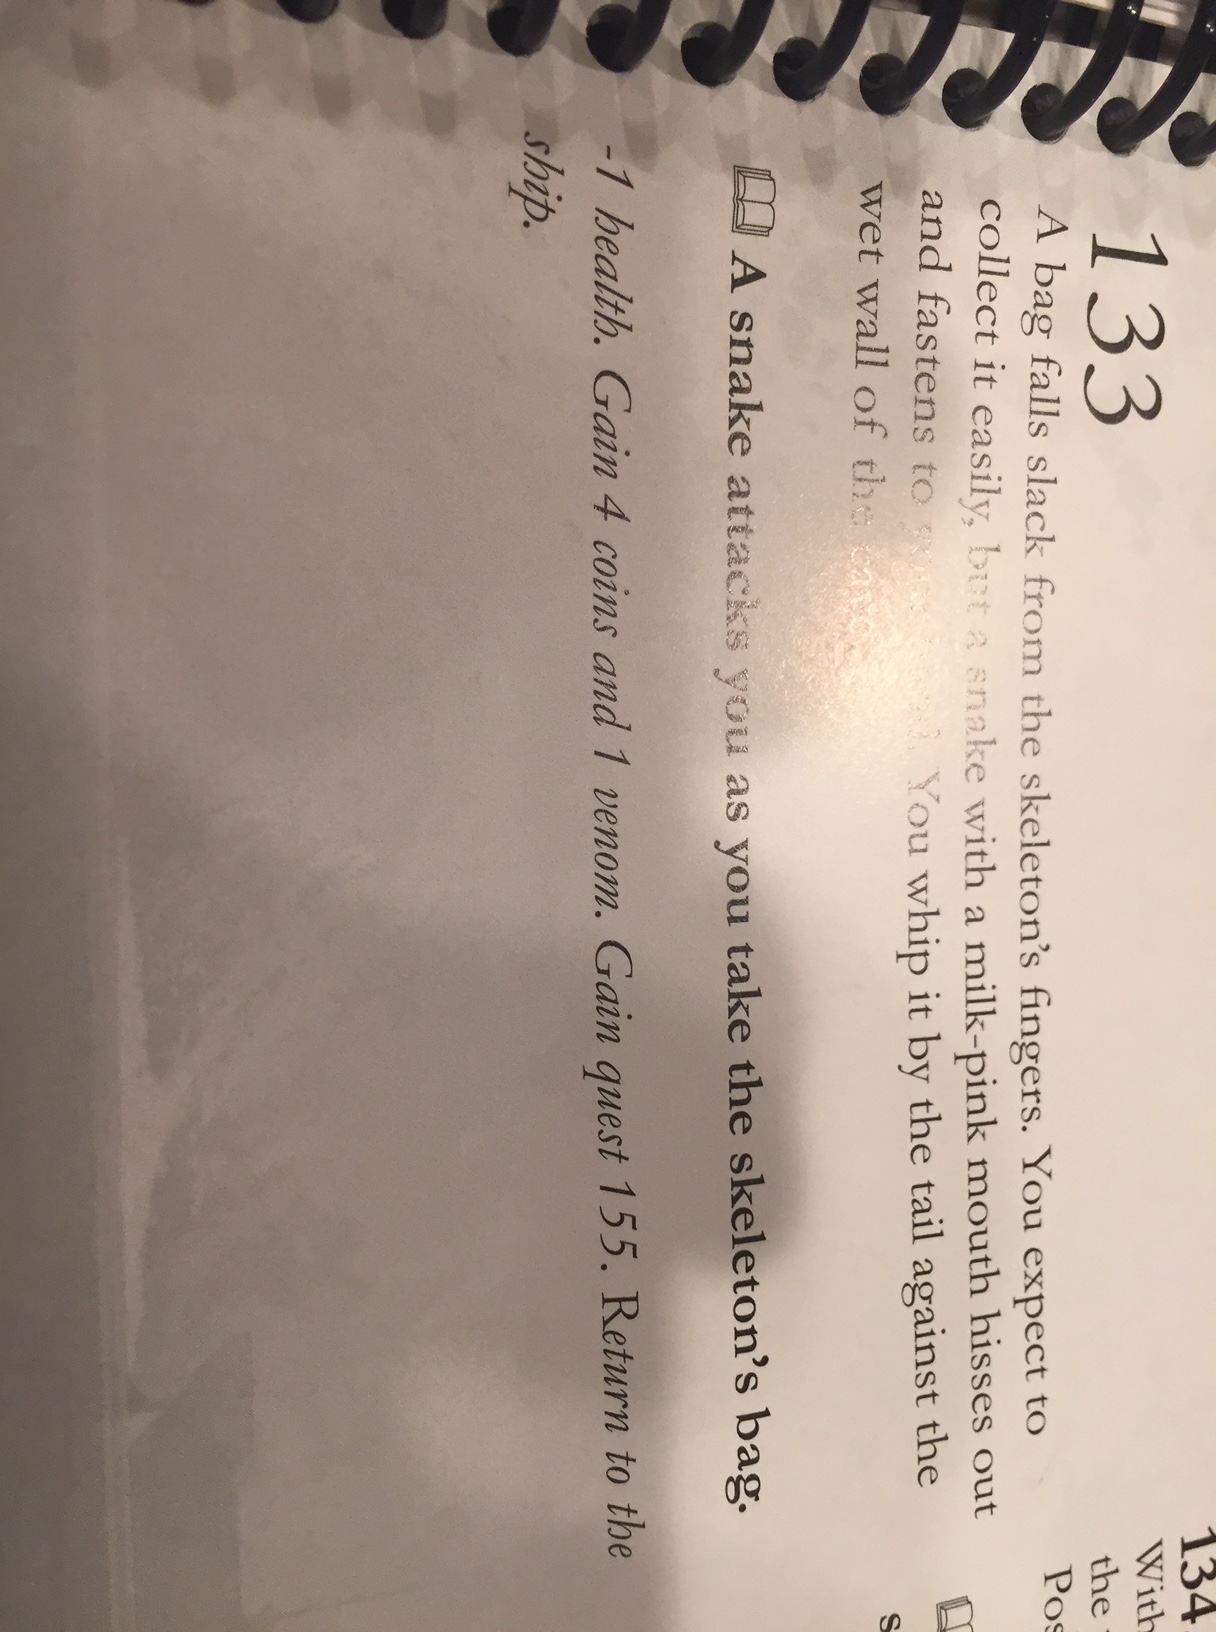 133
A bag falls slack from the skeleton's fingers. You expect to
collect it easily, but a snake with a milk-pink mouth hisses out
and fastens to You whip it by the tail against the
wet wall of the
A snake attacks you as you take the skeleton's bag.
-1 health. Gain 4 coins and 1 venom. Gain quest 155. Return to the
ship.
134
With
the